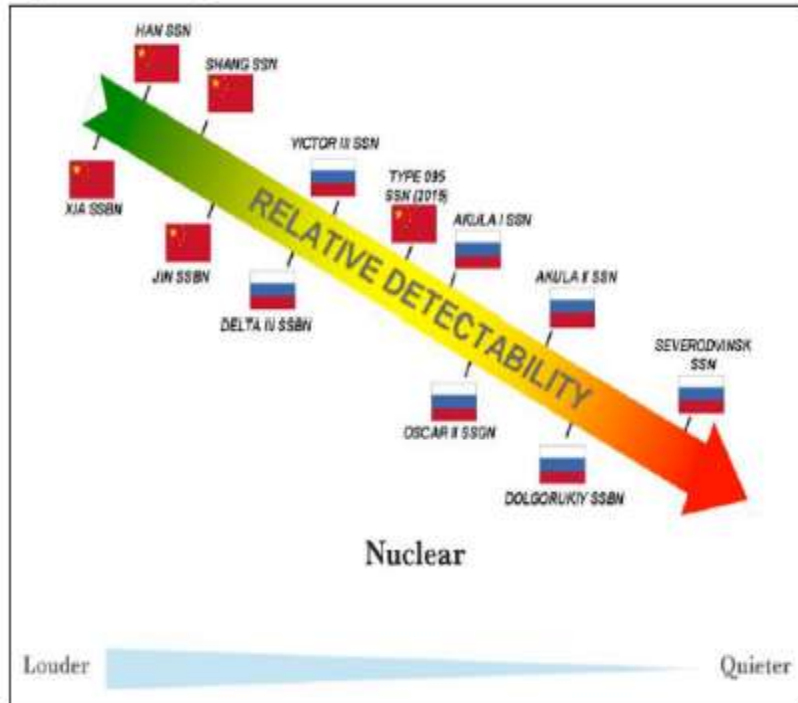 HAN SSN
SHANG SSN
XIA SSBN
VICTOR III SSN
TYPE 095
SSN (2015)
JIN SSBN
AKULA I SSN
DELTA III SSBN
AKULA II SSN
RELATIVE DETECTABILITY
SEVERODVINSK
SSN
OSCAR II SSGN
DOLGORUKIY SSBN
Nuclear
Louder
Quieter